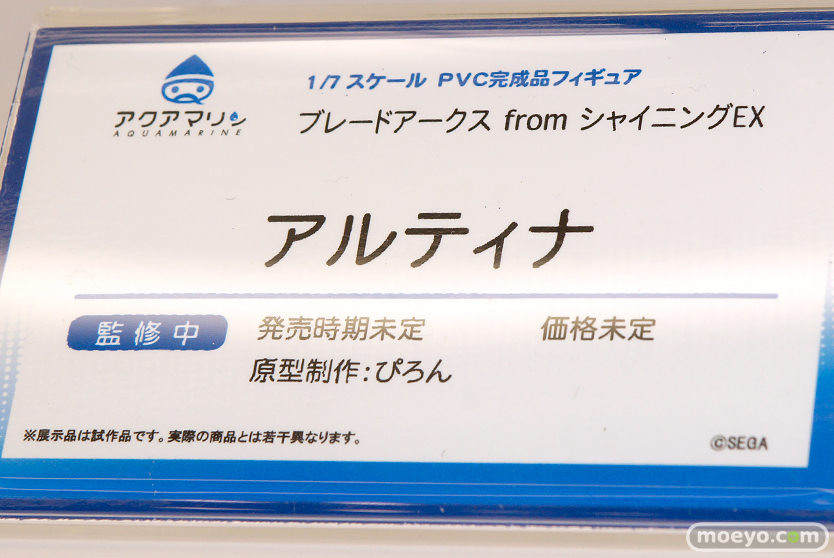 アクアマリン
AQUAMARINE
1/7 スケール PVC完成品フィギュア
ブレードアークス from シャイニングEX
アルティナ
監修中 発売時期未定 価格未定
原型制作：ぴろん
※展示品は試作品です。実際の商品とは若干異なります。
©SEGA
moeyo.com